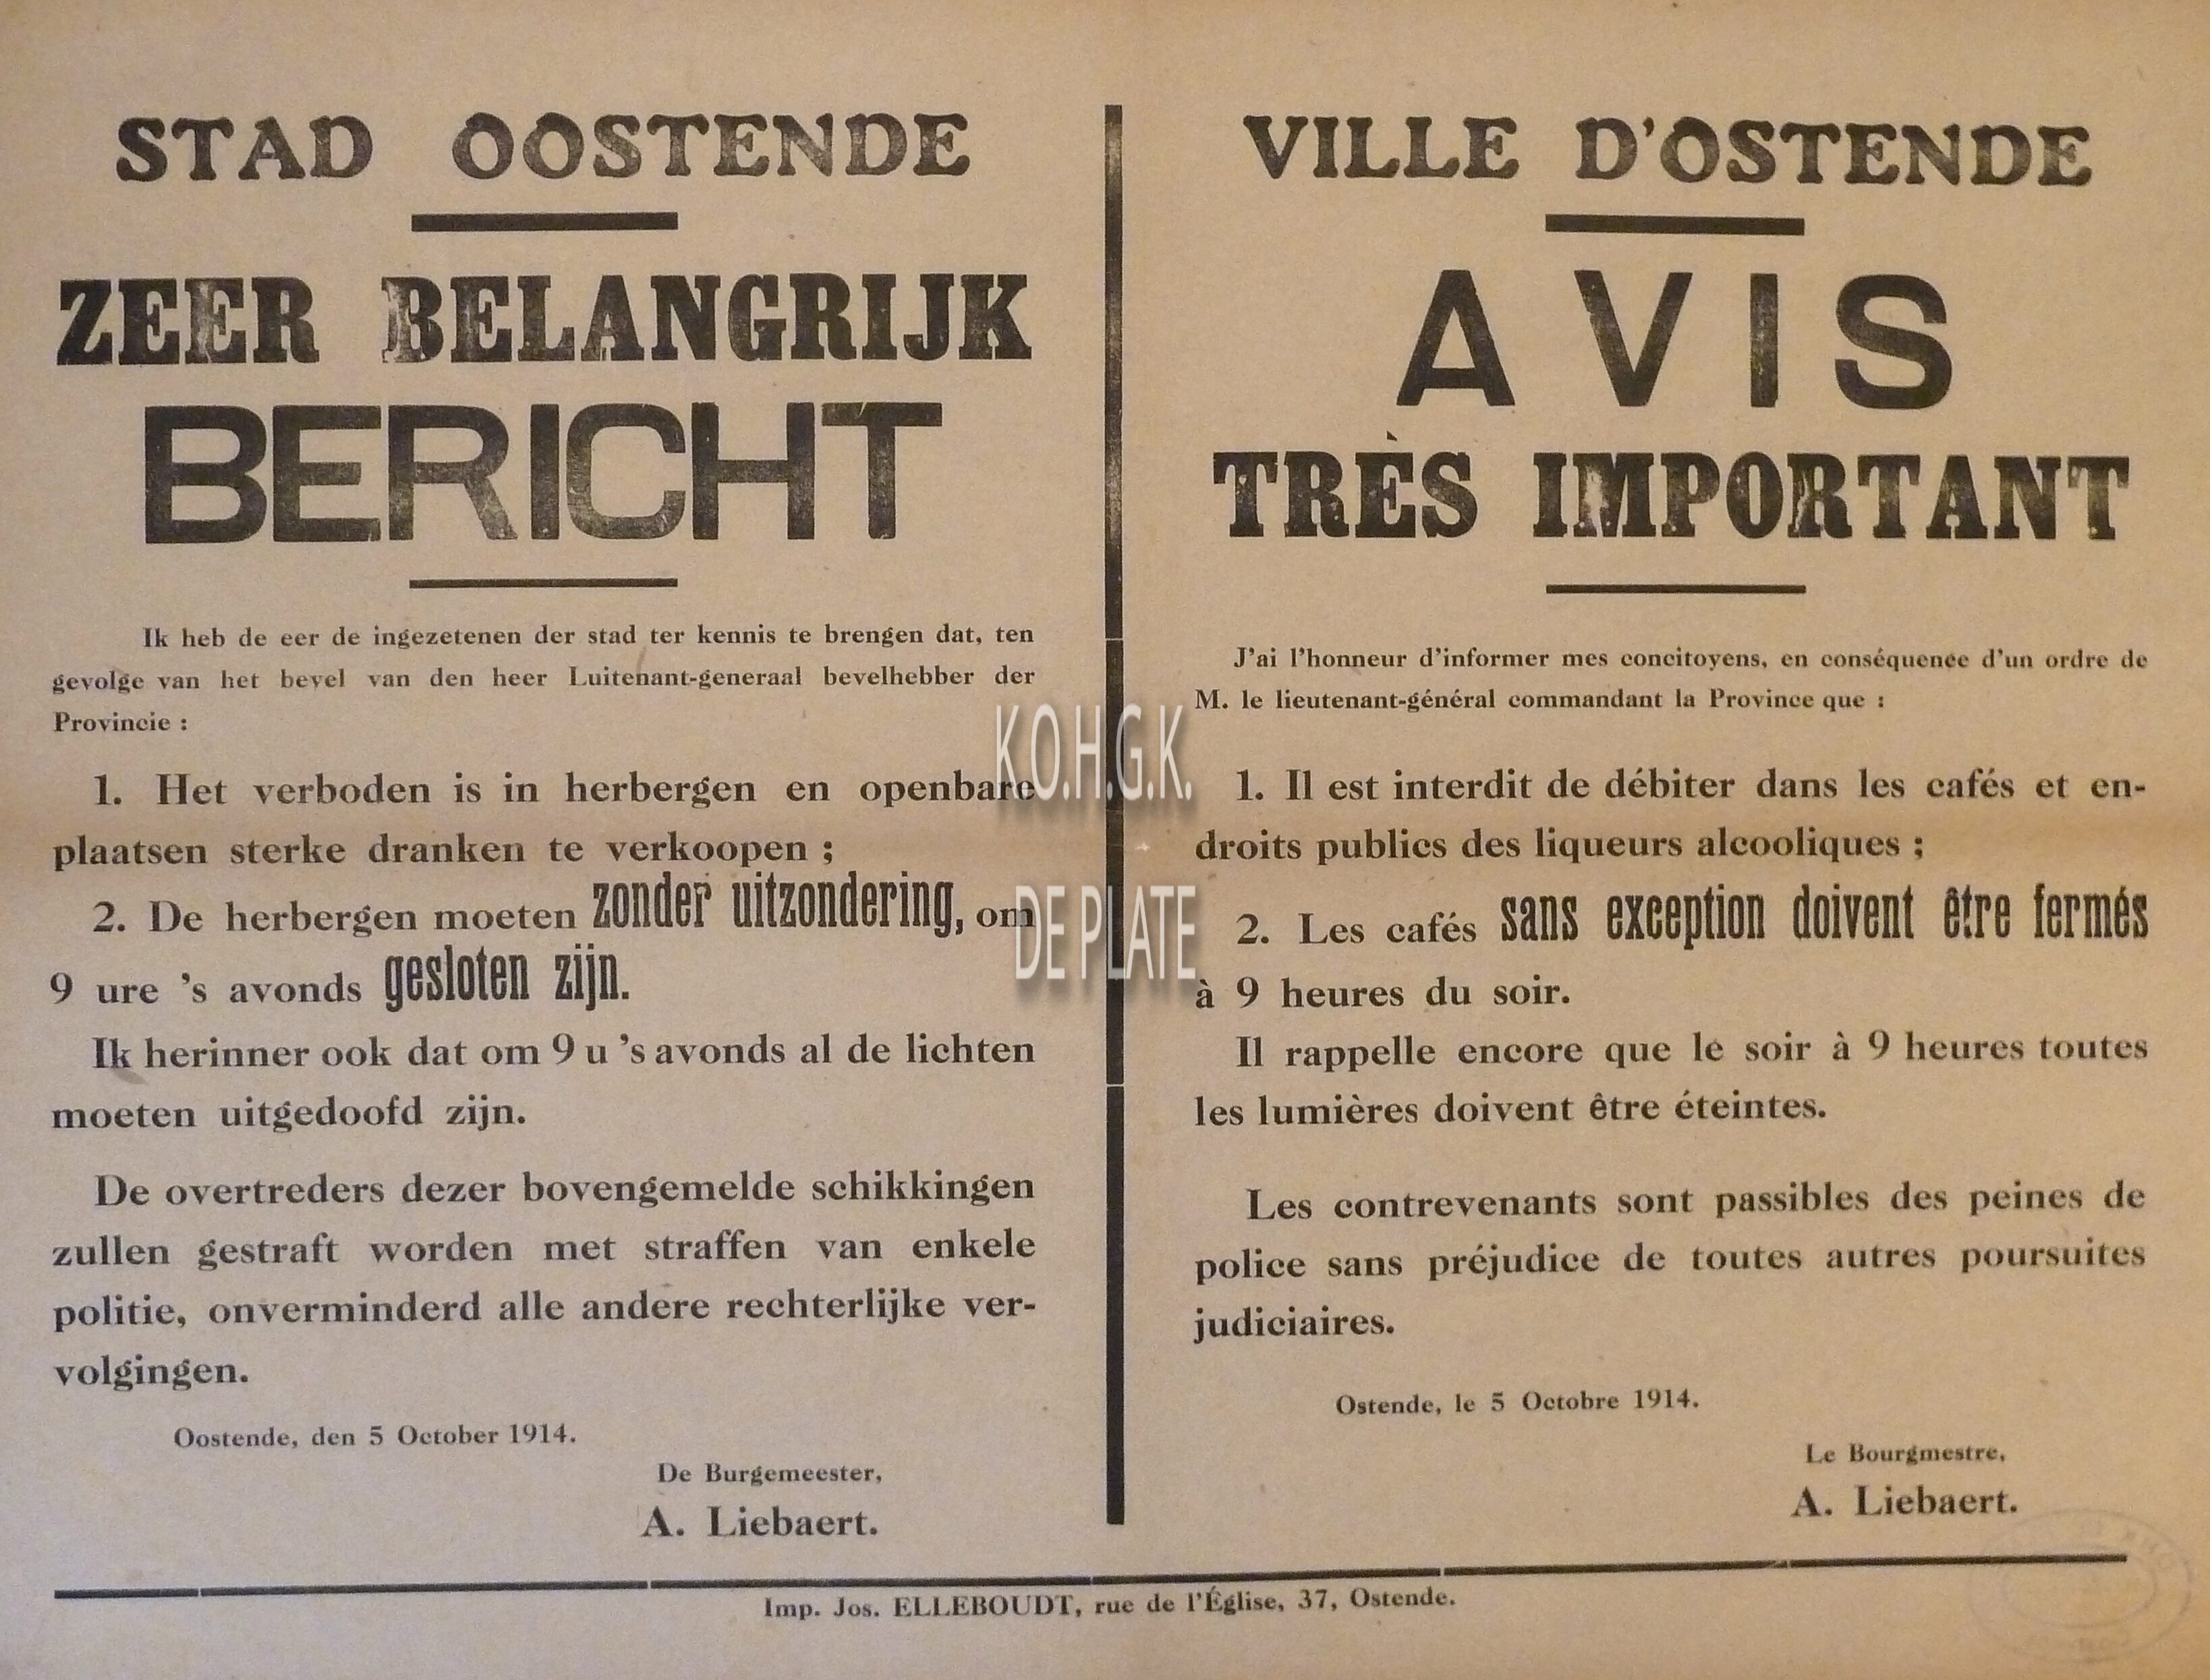 STAD OOSTENDE
ZEER BELANGRIJK
BERICHT
Ik heb de eer de ingezetenen der stad ter kennis te brengen dat, ten
gevolge van het bevel van den heer Luitenant-generaal bevelhebber der
Provincie :
1. Het verboden is in herbergen en openbare
plaatsen sterke dranken te verkoopen ;
2. De herbergen moeten zonder uitzondering, om
9 ure 's avonds gesloten zijn.
Ik herinner ook dat om 9 u 's avonds al de lichten
moeten uitgedoofd zijn.
De overtreders dezer bovengemelde schikkingen
zullen gestraft worden met straffen van enkele
politie, onverminderd alle andere rechterlijke ver-
volgingen.
Oostende, den 5 October 1914.
De Burgemeester,
A. Liebaert.
VILLE D'OSTENDE
AVIS
TRÈS IMPORTANT
J'ai l'honneur d'informer mes concitoyens, en conséquence d'un ordre de
M. le lieutenant-général commandant la Province que :
1. Il est interdit de débiter dans les cafés et en-
droits publics des liqueurs alcooliques ;
2. Les cafés sans exception doivent être fermés
à 9 heures du soir.
Il rappelle encore que le soir à 9 heures toutes
les lumières doivent être éteintes.
Les contrevenants sont passibles des peines de
police sans préjudice de toutes autres poursuites
judiciaires.
Ostende, le 5 Octobre 1914.
Le Bourgmestre,
A. Liebaert.
Imp. Jos. ELLEBOUDT, rue de l'Église, 37, Ostende.
K.O.H.G.K.
DE PLATE